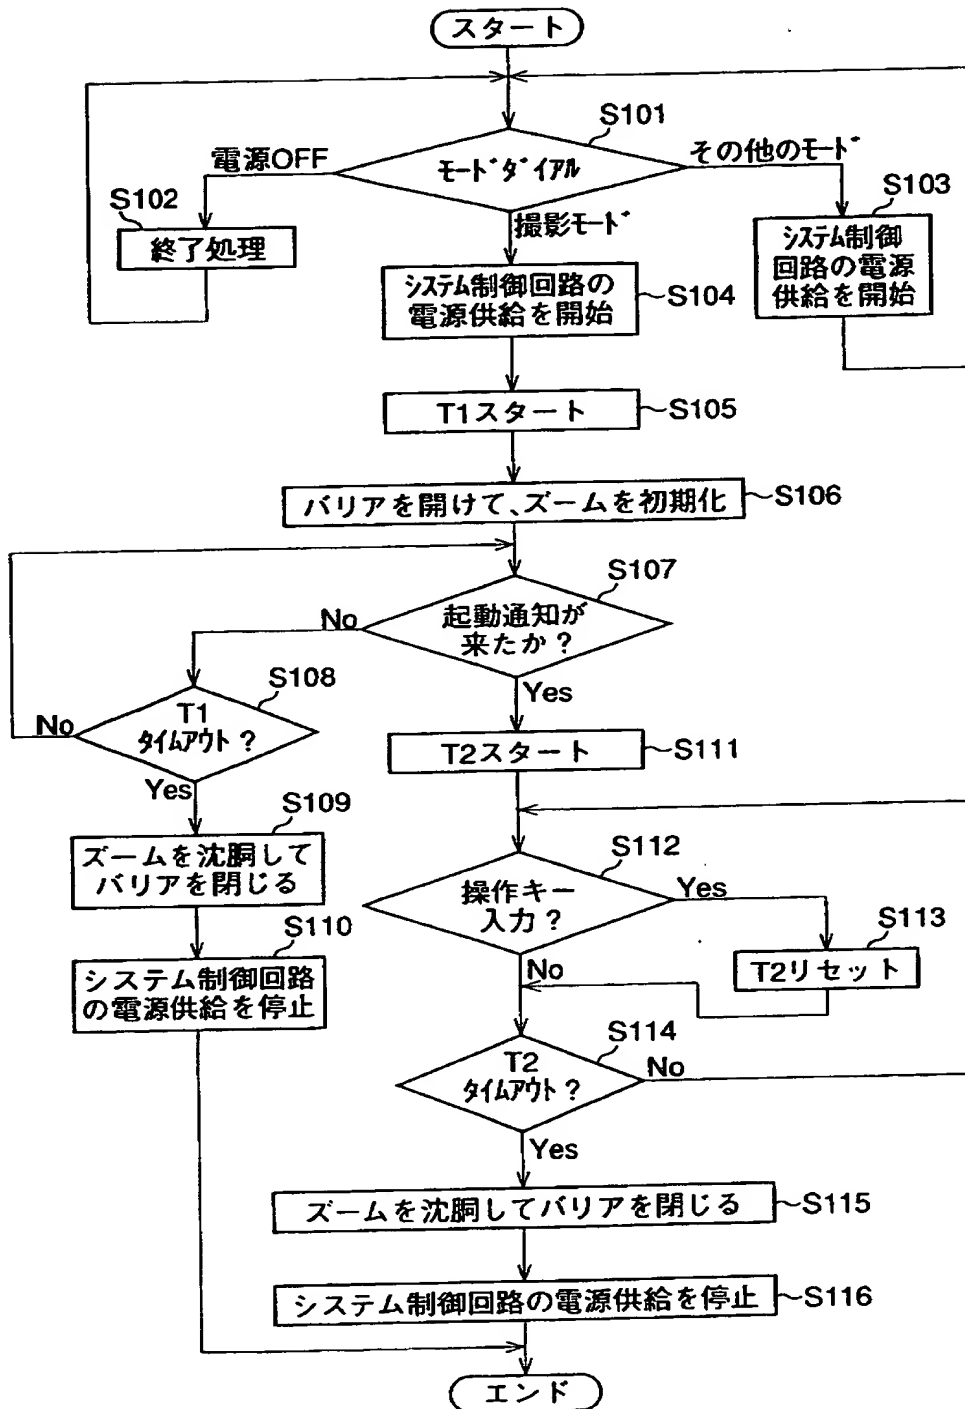 スタート
S101
モードダイアル
電源OFF
その他のモード
撮影モード
S102
終了処理
S103
システム制御
回路の電源
供給を開始
システム制御回路の
電源供給を開始
S104
T1スタート
S105
バリアを開けて、ズームを初期化
S106
S107
起動通知が
来たか?
No
Yes
S108
T1
タイムアウト?
No
Yes
T2スタート
S111
S109
ズームを沈胴して
バリアを閉じる
S112
操作キー
入力?
Yes
No
S113
T2リセット
S110
システム制御回路
の電源供給を停止
S114
T2
タイムアウト?
No
Yes
ズームを沈胴してバリアを閉じる
S115
システム制御回路の電源供給を停止
S116
エンド